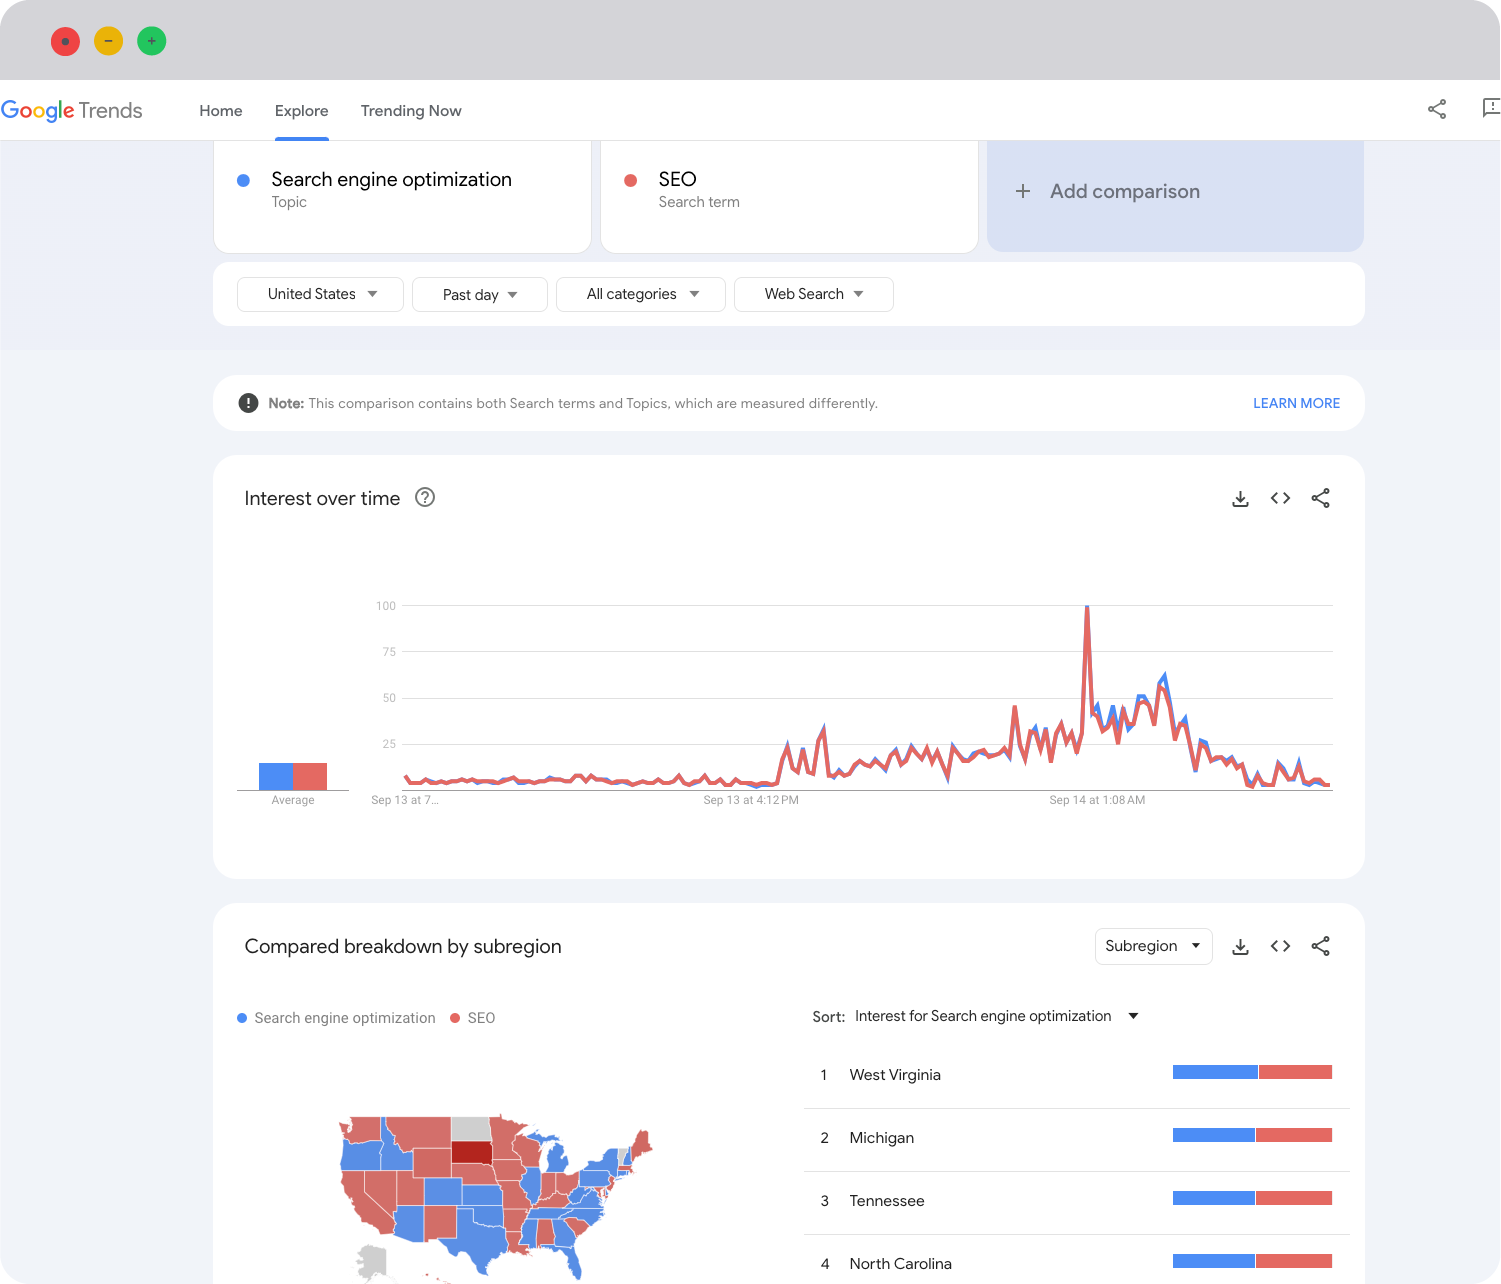 Google Trends
Home Explore Trending Now
Search engine optimization
Topic
SEO
Search term
Add comparison
United States
Past day
All categories
Web Search
Note: This comparison contains both Search terms and Topics, which are measured differently.
LEARN MORE
Interest over time
100
75
50
25
Average
Sep 13 at 7...
Sep 13 at 4:12 PM
Sep 14 at 1:08 AM
Compared breakdown by subregion
Subregion
Search engine optimization
SEO
Sort: Interest for Search engine optimization
1 West Virginia
2 Michigan
3 Tennessee
4 North Carolina